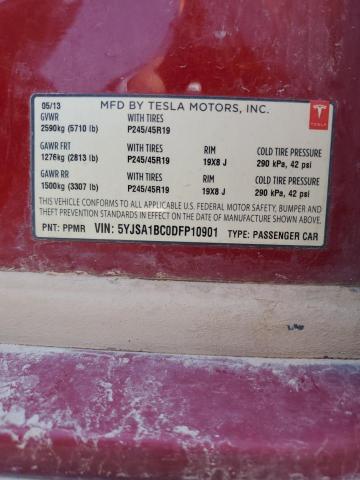 05/13 MFD BY TESLA MOTORS, INC.
GVWR WITH TIRES
2590kg (5710 lb) P245/45R19
GAWR FRT WITH TIRES RIM COLD TIRE PRESSURE
1276kg (2813 lb) P245/45R19 19X8 J 290 kPa, 42 psi
GAWR RR WITH TIRES RIM COLD TIRE PRESSURE
1500kg (3307 lb) P245/45R19 19X8 J 290 kPa, 42 psi
THIS VEHICLE CONFORMS TO ALL APPLICABLE U.S. FEDERAL MOTOR SAFETY, BUMPER AND
THEFT PREVENTION STANDARDS IN EFFECT ON THE DATE OF MANUFACTURE SHOWN ABOVE.
PNT: PPMR VIN: 5YJSA1BC0DFP10901 TYPE: PASSENGER CAR
TESLA